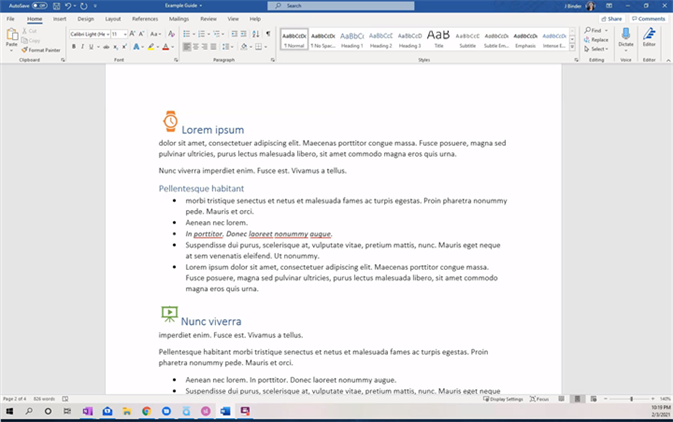 AutoSave Off Example Guide Search J Binder
File Home Insert Design Layout References Mailings Review View Help Share Comments
Cut
Copy
Format Painter
Paste
Calibri Light (He 11
Find
Replace
Select
Dictate
Editor
AaBbCcDc AaBbCcDc AaBbCc AaBbCcC AaBbCcD AaBbCcD AaB AaBbCcD AaBbCcDc AaBbCcDc AaBbCcDc
¶ Normal ¶ No Spac... Heading 1 Heading 2 Heading 3 Heading 4 Title Subtitle Subtle Em... Emphasis Intense E...
Clipboard Font Paragraph Styles Editing Voice Editor
Lorem ipsum
dolor sit amet, consectetuer adipiscing elit. Maecenas porttitor congue massa. Fusce posuere, magna sed
pulvinar ultricies, purus lectus malesuada libero, sit amet commodo magna eros quis urna.
Nunc viverra imperdiet enim. Fusce est. Vivamus a tellus.
Pellentesque habitant
morbi tristique senectus et netus et malesuada fames ac turpis egestas. Proin pharetra nonummy
pede. Mauris et orci.
Aenean nec lorem.
In porttitor. Donec laoreet nonummy augue.
Suspendisse dui purus, scelerisque at, vulputate vitae, pretium mattis, nunc. Mauris eget neque
at sem venenatis eleifend. Ut nonummy.
Lorem ipsum dolor sit amet, consectetuer adipiscing elit. Maecenas porttitor congue massa.
Fusce posuere, magna sed pulvinar ultricies, purus lectus malesuada libero, sit amet commodo
magna eros quis urna.
Nunc viverra
imperdiet enim. Fusce est. Vivamus a tellus.
Pellentesque habitant morbi tristique senectus et netus et malesuada fames ac turpis egestas. Proin
pharetra nonummy pede. Mauris et orci.
Aenean nec lorem. In porttitor. Donec laoreet nonummy augue.
Suspendisse dui purus, scelerisque at, vulputate vitae, pretium mattis, nunc. Mauris eget neque
Page 2 of 4 826 words Display Settings Focus 140%
10:19 PM
2/3/2021